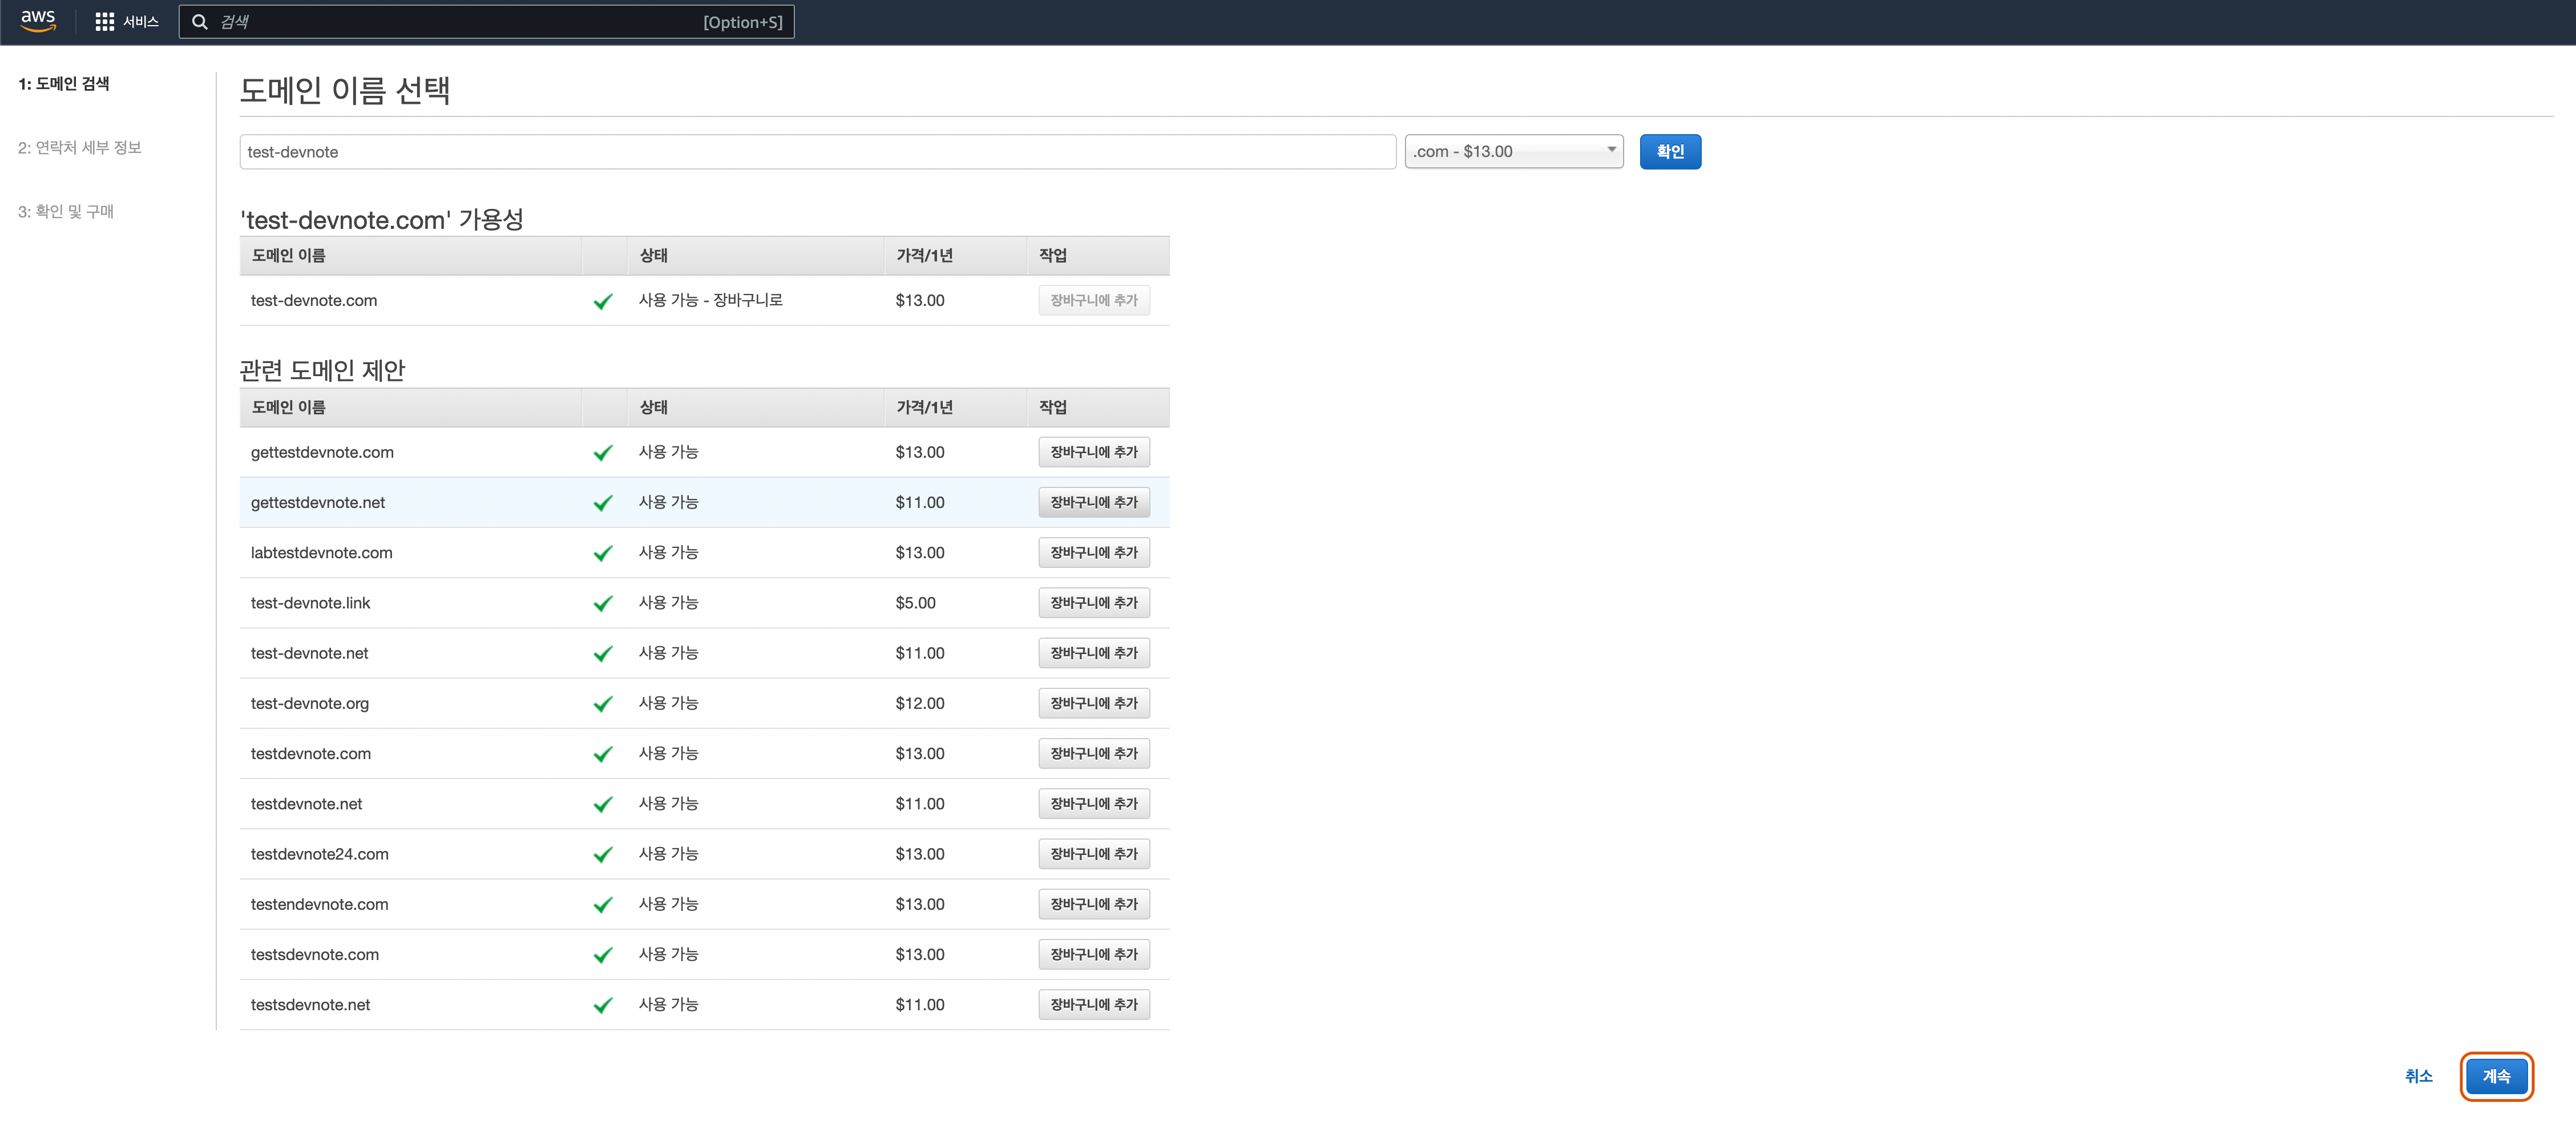 aws 서비스 검색 [Option+S]
1: 도메인 검색
2: 연락처 세부 정보
3: 확인 및 구매
도메인 이름 선택
test-devnote .com - $13.00 확인
'test-devnote.com' 가용성
도메인 이름 상태 가격/1년 작업
test-devnote.com 사용 가능 - 장바구니로 $13.00 장바구니에 추가
관련 도메인 제안
도메인 이름 상태 가격/1년 작업
gettestdevnote.com 사용 가능 $13.00 장바구니에 추가
gettestdevnote.net 사용 가능 $11.00 장바구니에 추가
labtestdevnote.com 사용 가능 $13.00 장바구니에 추가
test-devnote.link 사용 가능 $5.00 장바구니에 추가
test-devnote.net 사용 가능 $11.00 장바구니에 추가
test-devnote.org 사용 가능 $12.00 장바구니에 추가
testdevnote.com 사용 가능 $13.00 장바구니에 추가
testdevnote.net 사용 가능 $11.00 장바구니에 추가
testdevnote24.com 사용 가능 $13.00 장바구니에 추가
testendevnote.com 사용 가능 $13.00 장바구니에 추가
testsdevnote.com 사용 가능 $13.00 장바구니에 추가
testsdevnote.net 사용 가능 $11.00 장바구니에 추가
취소 계속